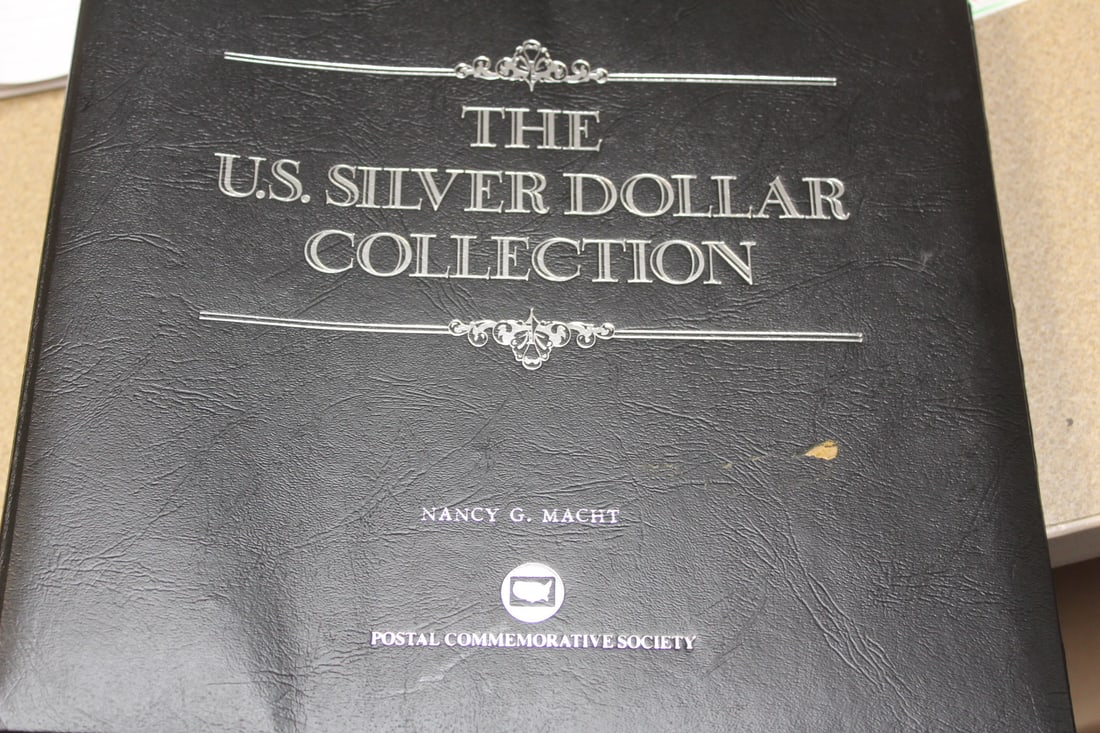 THE
U.S. SILVER DOLLAR
COLLECTION
NANCY G. MACHT
POSTAL COMMEMORATIVE SOCIETY